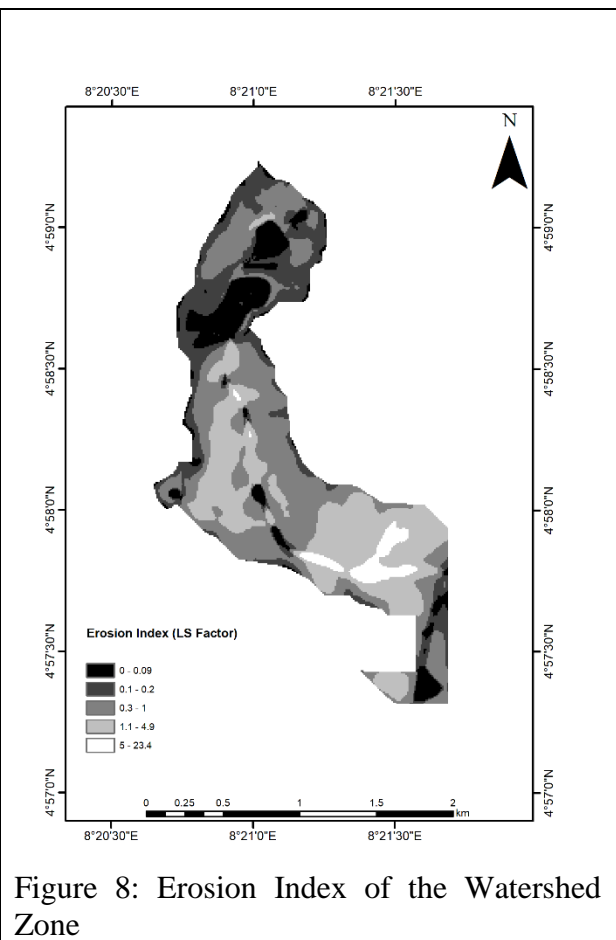 8°20'30"E 8°21'0"E 8°21'30"E
N
4°59'0"N 4°59'0"N
4°58'30"N 4°58'30"N
4°58'0"N 4°58'0"N
4°57'30"N 4°57'30"N
4°57'0"N 4°57'0"N
Erosion Index (LS Factor)
0 - 0.09
0.1 - 0.2
0.3 - 1
1.1 - 4.9
5 - 23.4
0 0.25 0.5 1 1.5 2
km
8°20'30"E 8°21'0"E 8°21'30"E
Figure 8: Erosion Index of the Watershed
Zone